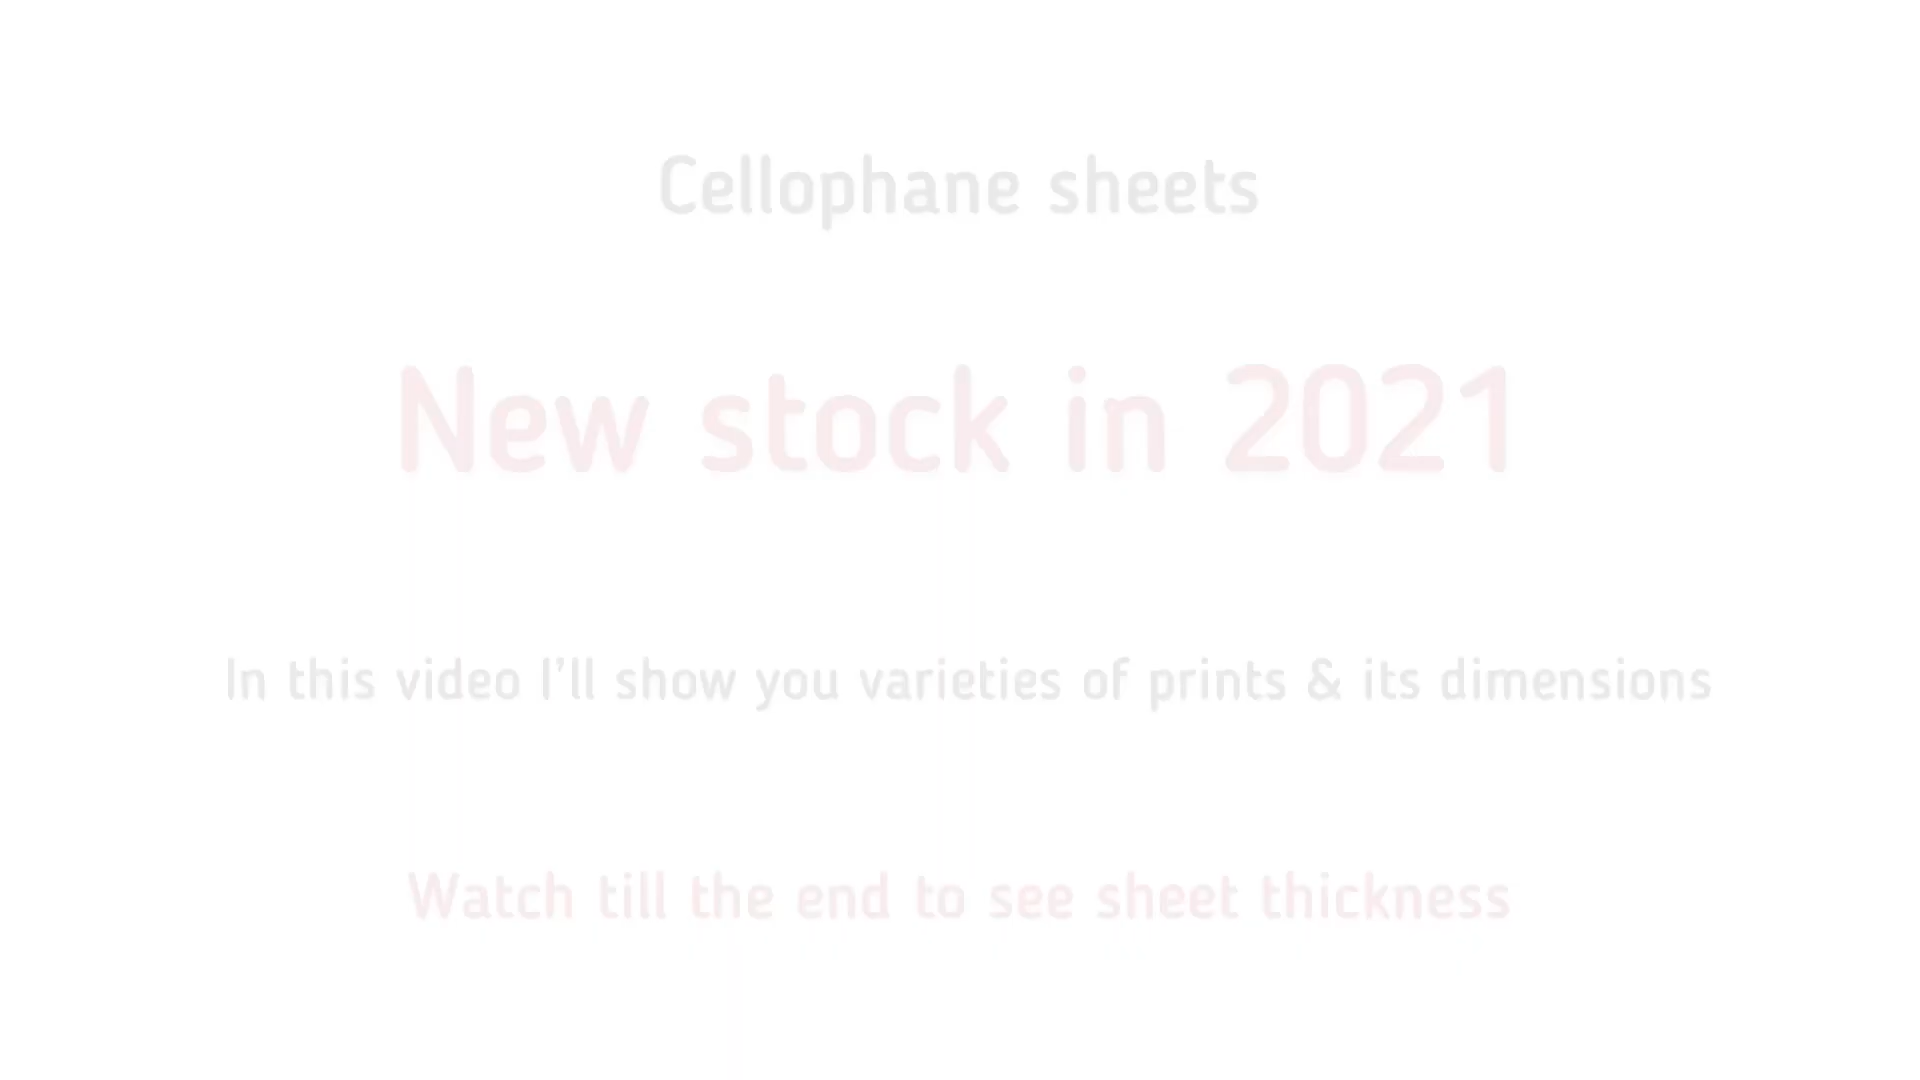 Cellophane sheets
New stock in 2021
In this video I'll show you varieties of prints & its dimensions
Watch till the end to see sheet thickness